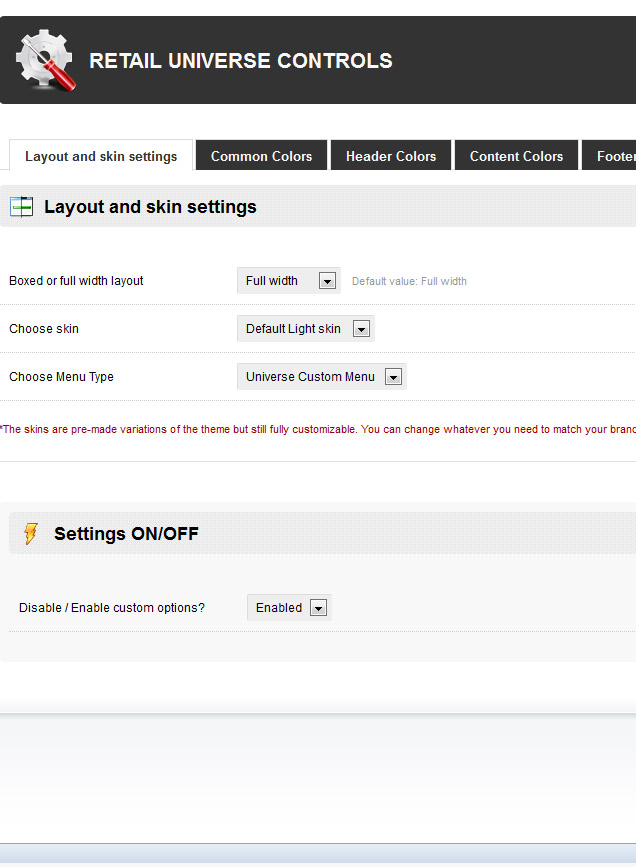 RETAIL UNIVERSE CONTROLS
Layout and skin settings Common Colors Header Colors Content Colors Footer
Layout and skin settings
Boxed or full width layout Full width Default value: Full width
Choose skin Default Light skin
Choose Menu Type Universe Custom Menu
*The skins are pre-made variations of the theme but still fully customizable. You can change whatever you need to match your brand
Settings ON/OFF
Disable / Enable custom options? Enabled